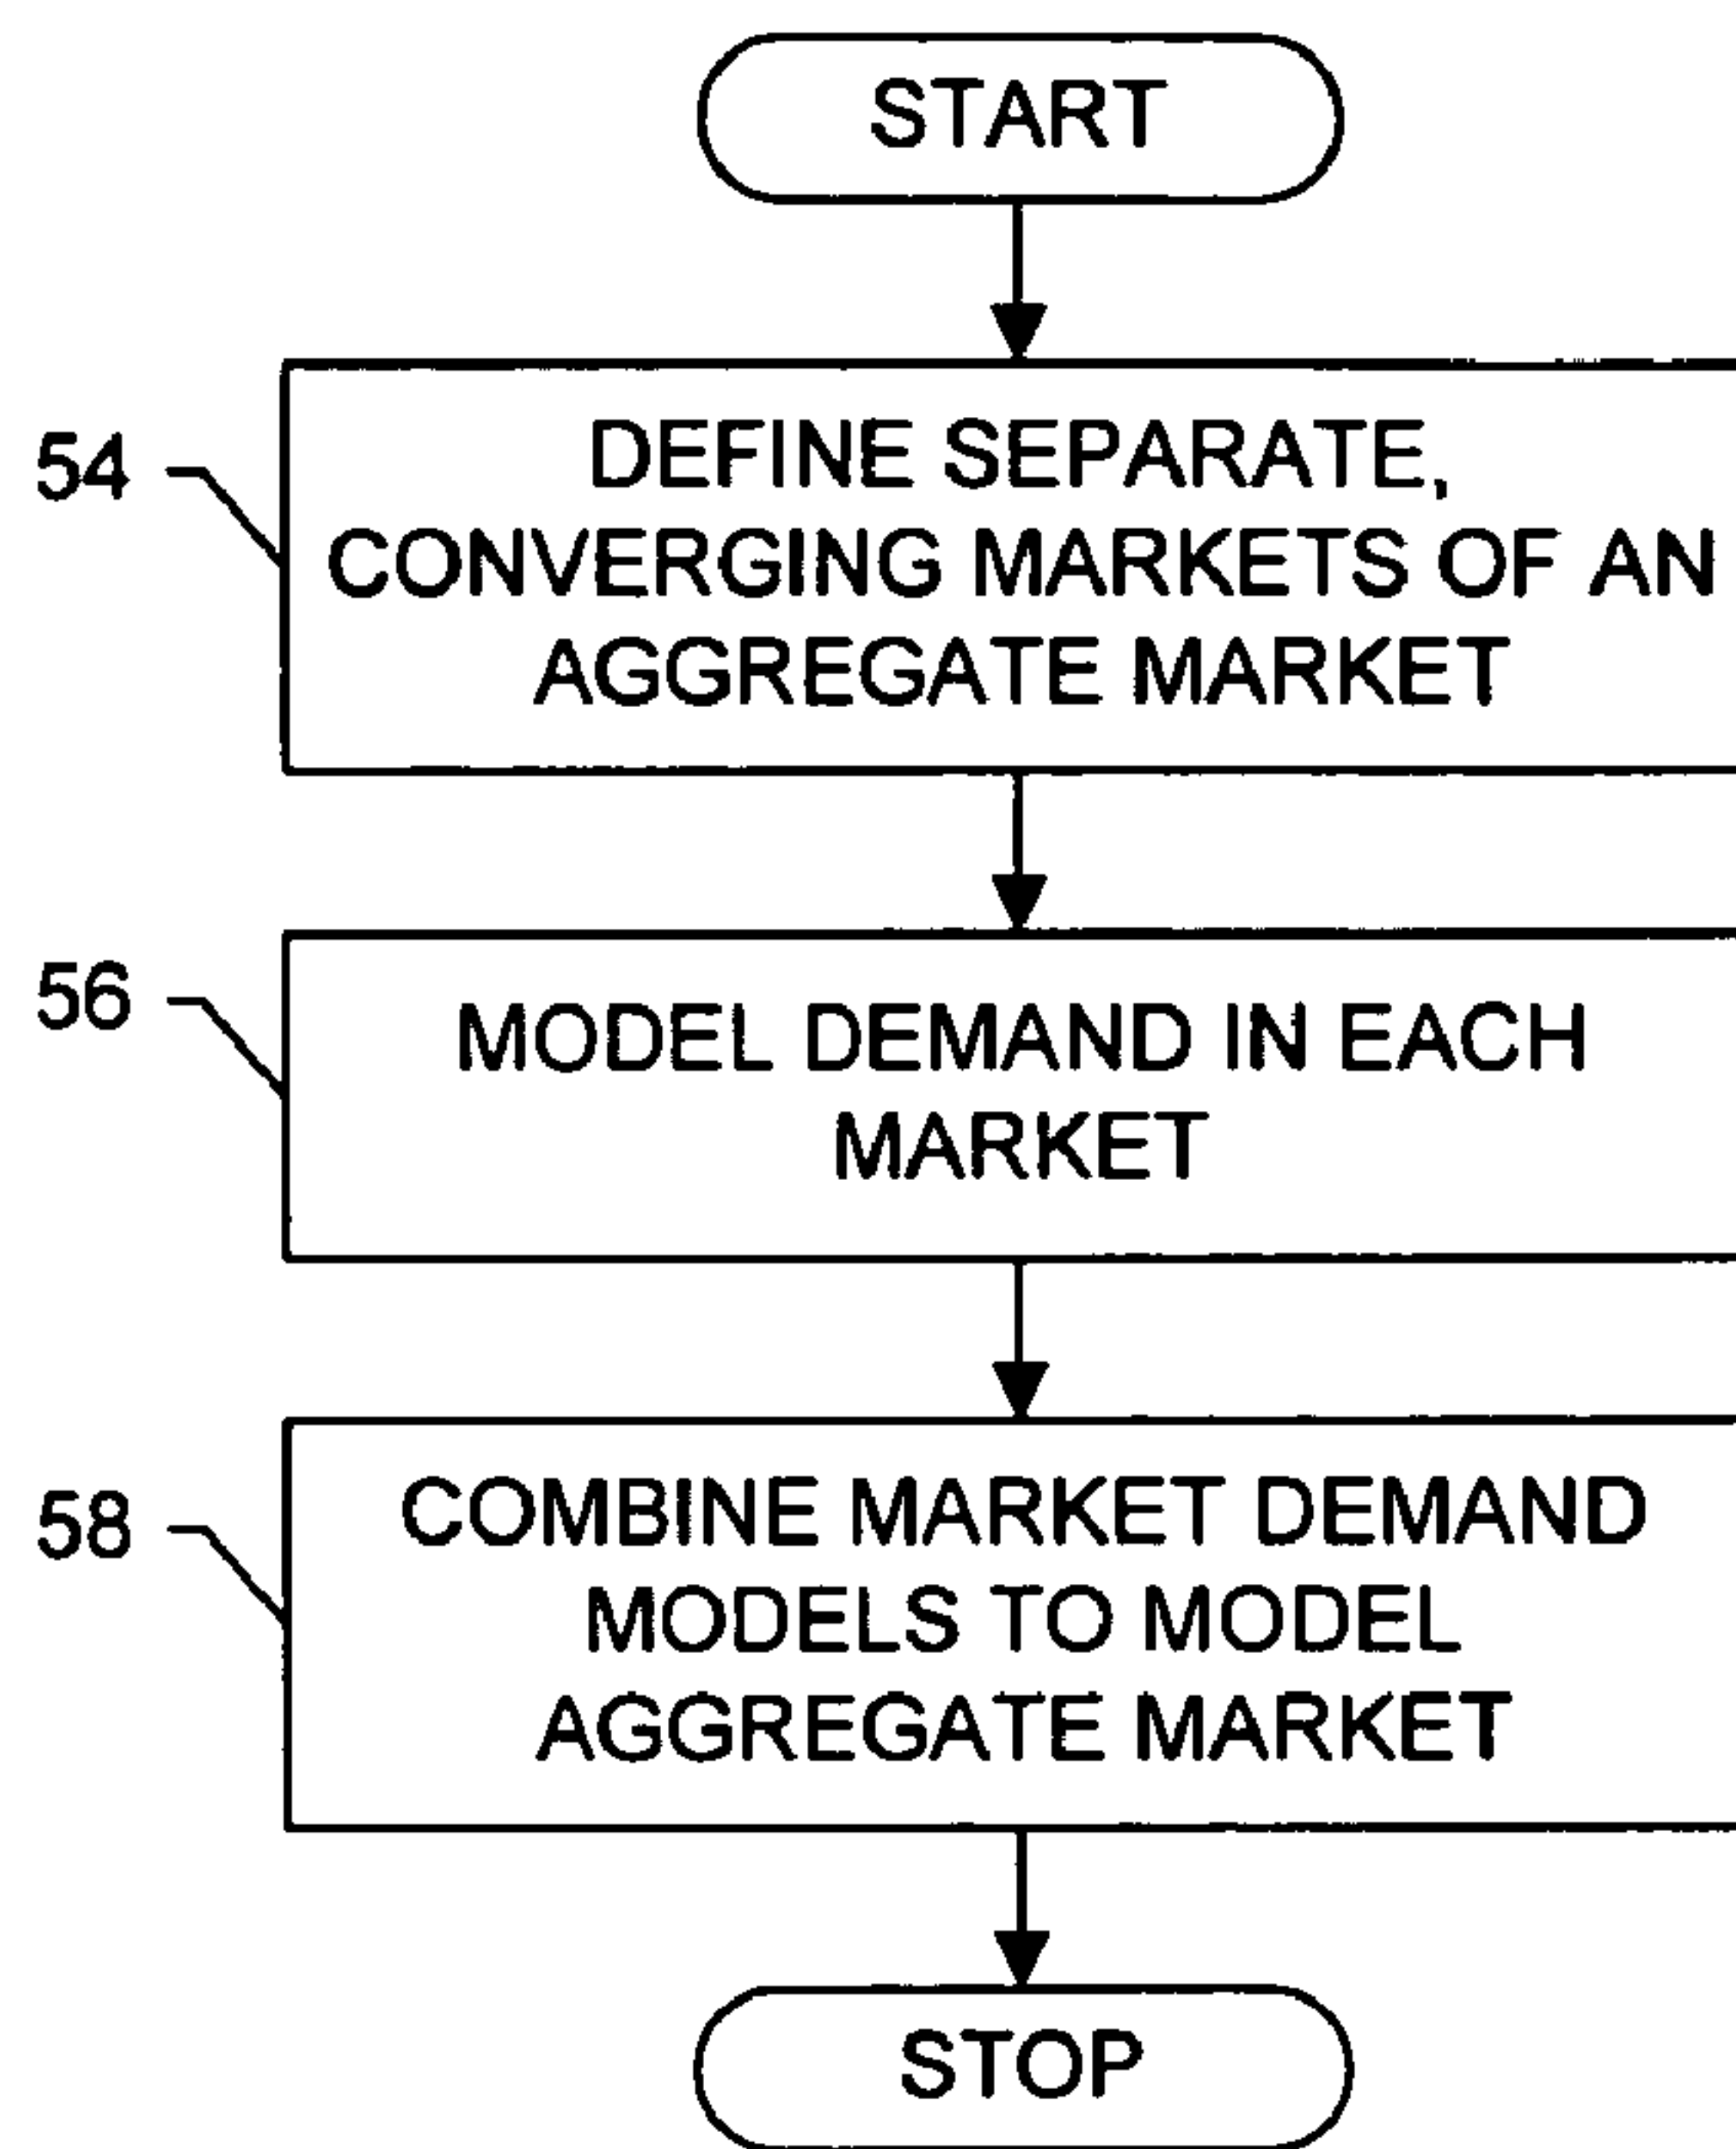 START
54
DEFINE SEPARATE,
CONVERGING MARKETS OF AN
AGGREGATE MARKET
56
MODEL DEMAND IN EACH
MARKET
58
COMBINE MARKET DEMAND
MODELS TO MODEL
AGGREGATE MARKET
STOP